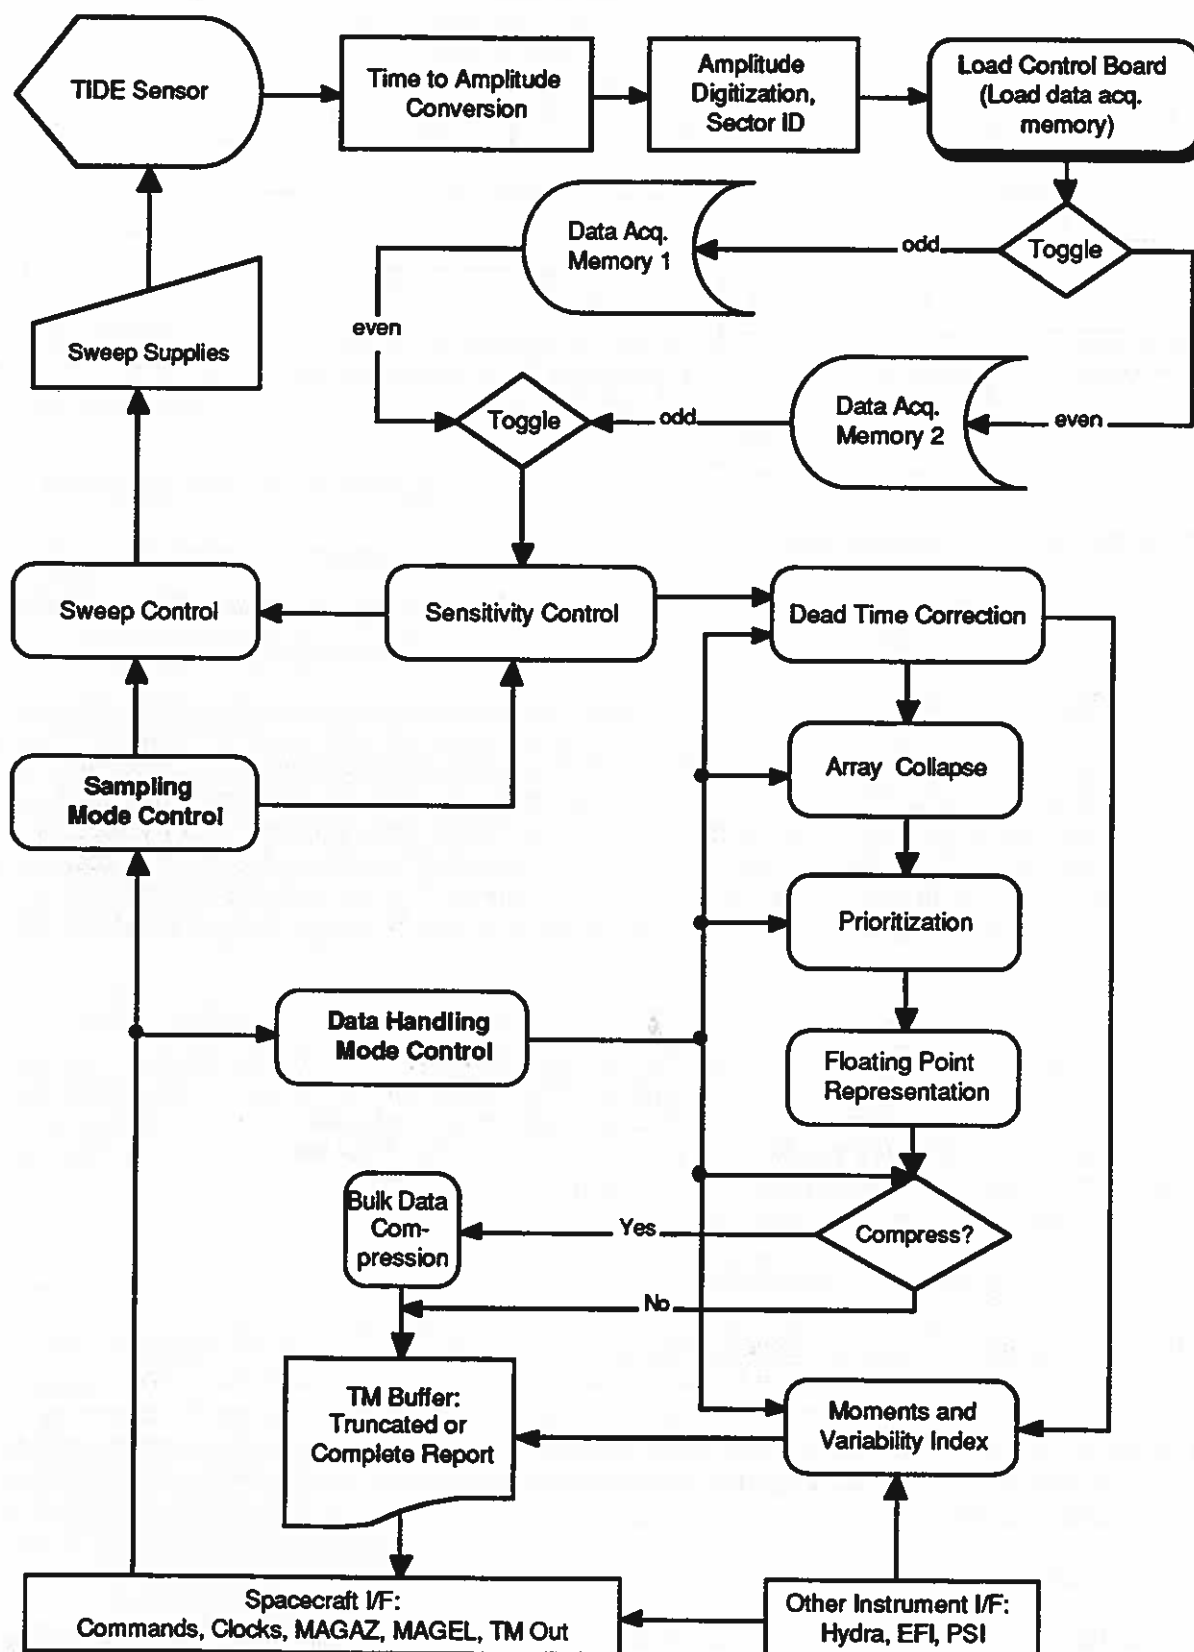 TIDE Sensor
Time to Amplitude
Conversion
Amplitude
Digitization,
Sector ID
Load Control Board
(Load data acq.
memory)
Data Acq.
Memory 1
odd
Toggle
even
Sweep Supplies
Toggle
odd
Data Acq.
Memory 2
even
Sweep Control
Sensitivity Control
Dead Time Correction
Sampling
Mode Control
Array Collapse
Prioritization
Data Handling
Mode Control
Floating Point
Representation
Bulk Data
Com-
pression
Yes
Compress?
No
TM Buffer:
Truncated or
Complete Report
Moments and
Variability Index
Spacecraft I/F:
Commands, Clocks, MAGAZ, MAGEL, TM Out
Other Instrument I/F:
Hydra, EFI, PSI